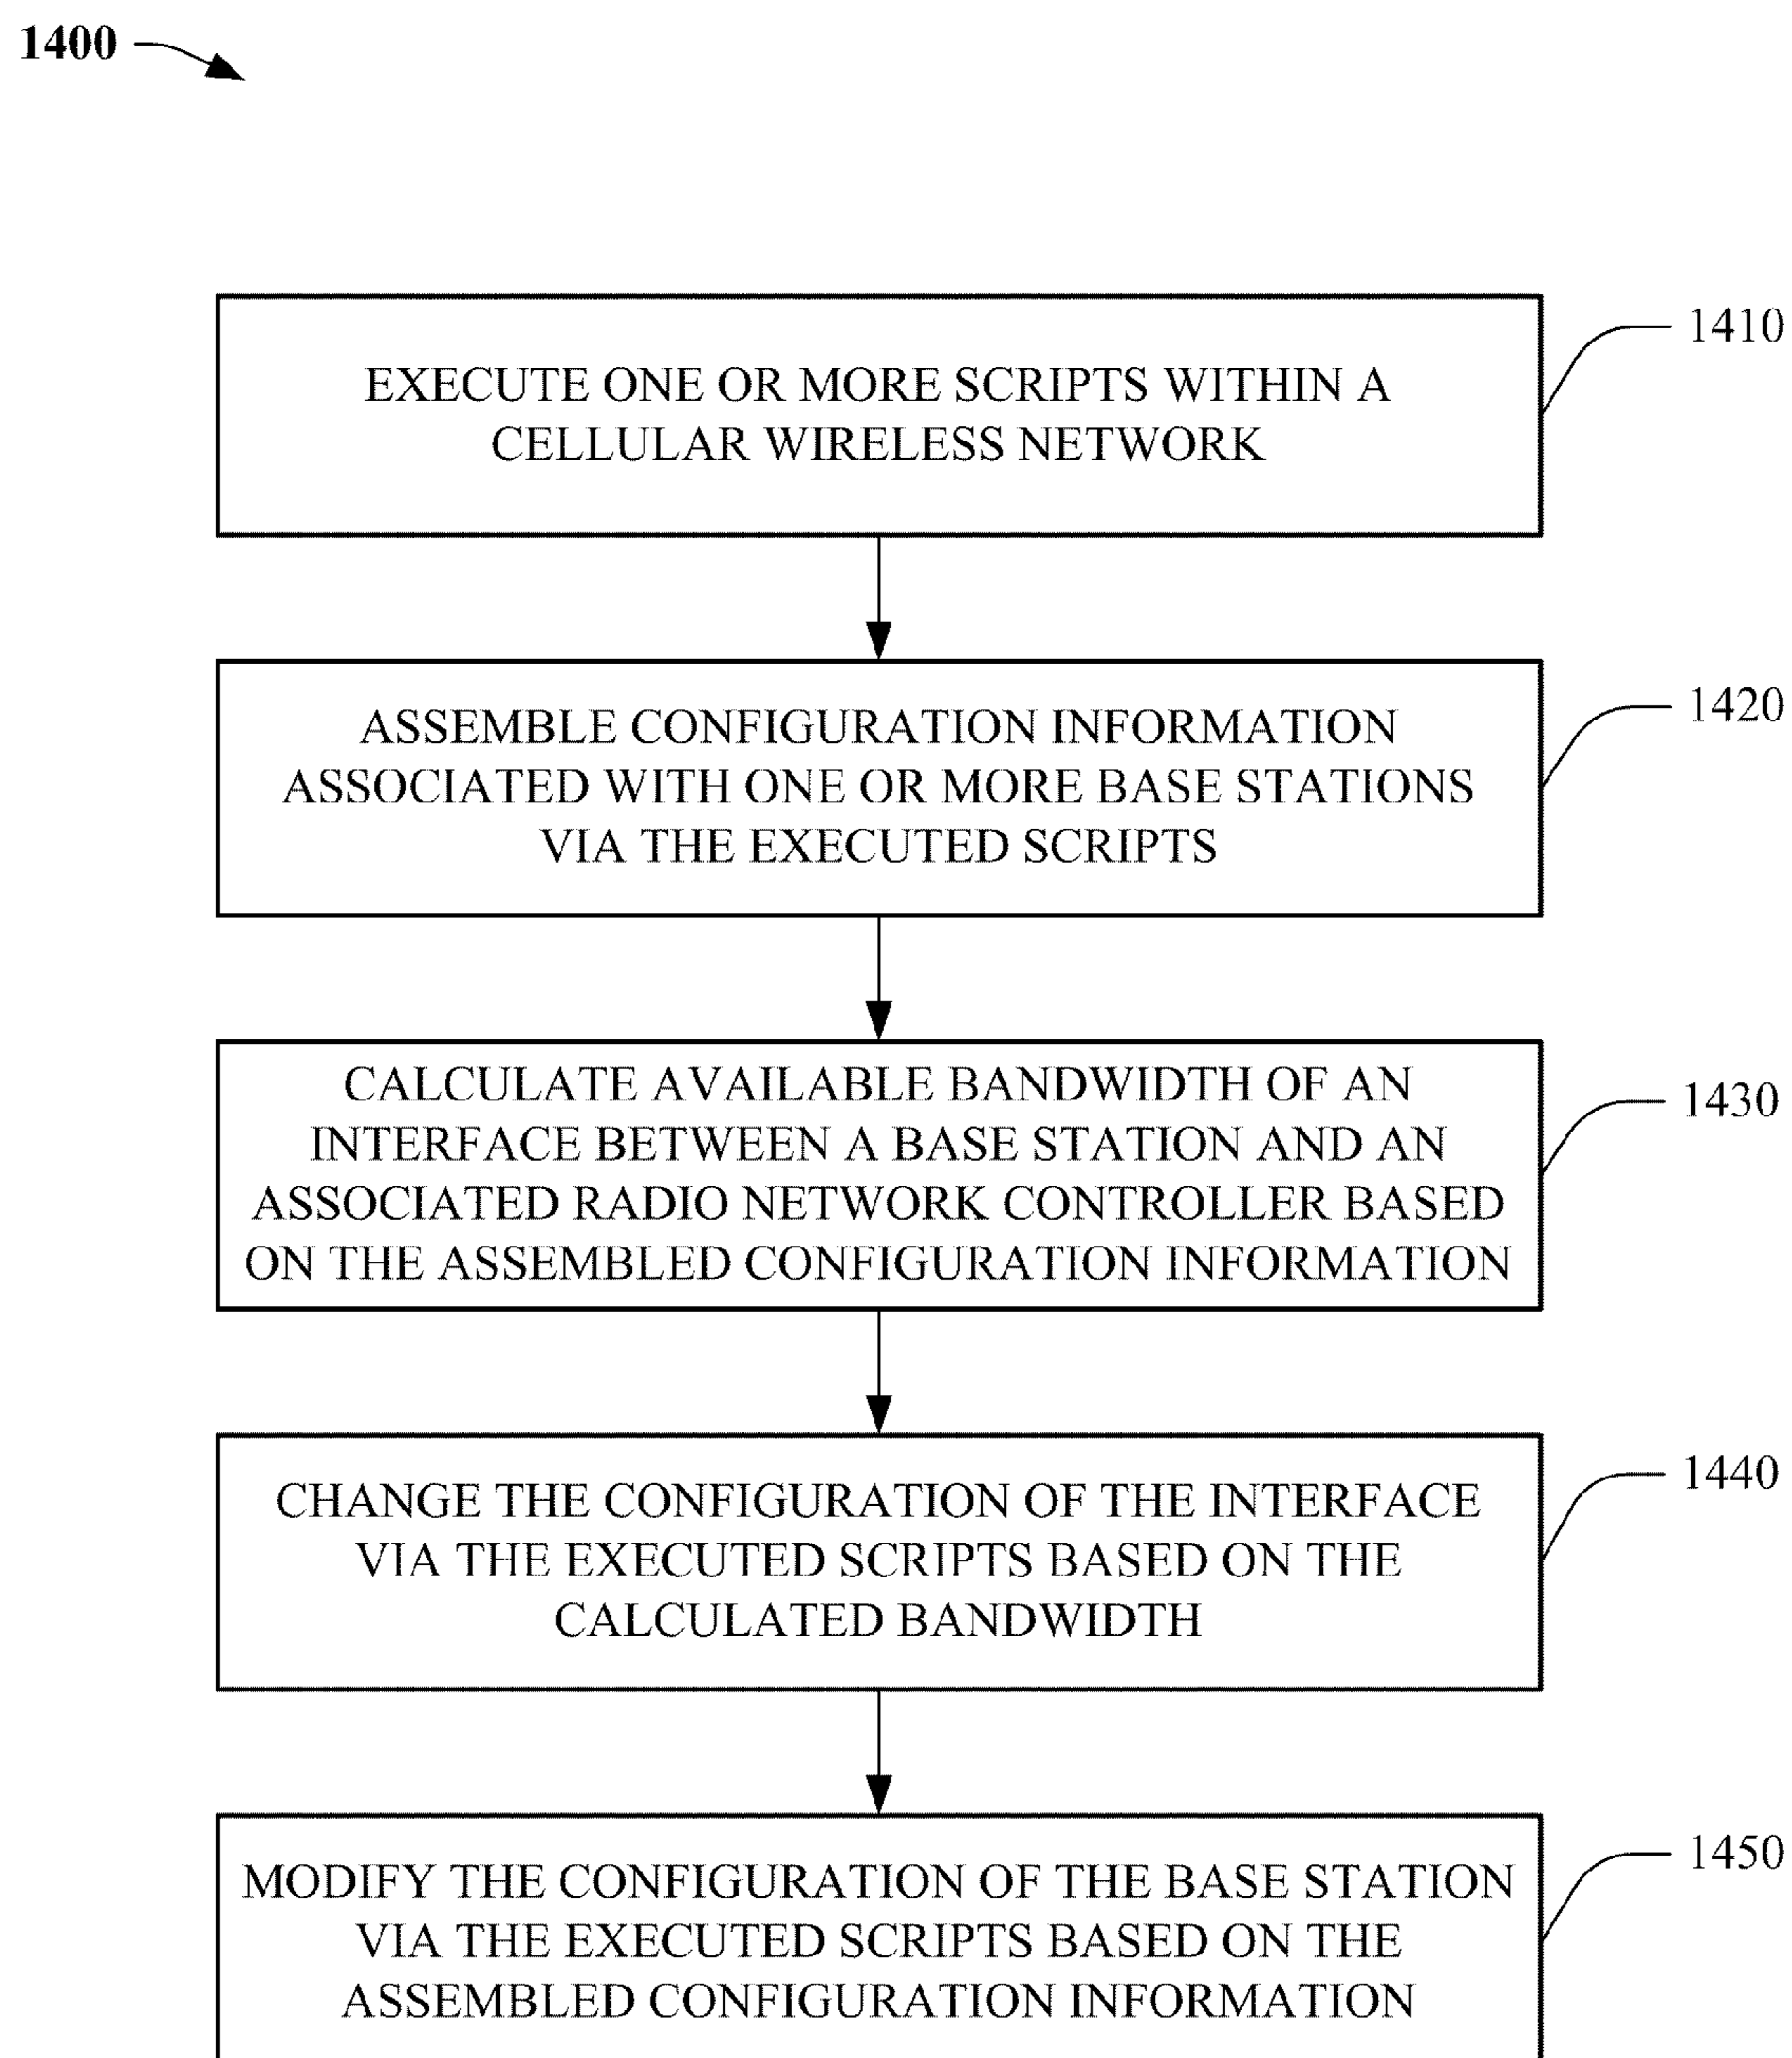 1400
EXECUTE ONE OR MORE SCRIPTS WITHIN A
CELLULAR WIRELESS NETWORK
1410
ASSEMBLE CONFIGURATION INFORMATION
ASSOCIATED WITH ONE OR MORE BASE STATIONS
VIA THE EXECUTED SCRIPTS
1420
CALCULATE AVAILABLE BANDWIDTH OF AN
INTERFACE BETWEEN A BASE STATION AND AN
ASSOCIATED RADIO NETWORK CONTROLLER BASED
ON THE ASSEMBLED CONFIGURATION INFORMATION
1430
CHANGE THE CONFIGURATION OF THE INTERFACE
VIA THE EXECUTED SCRIPTS BASED ON THE
CALCULATED BANDWIDTH
1440
MODIFY THE CONFIGURATION OF THE BASE STATION
VIA THE EXECUTED SCRIPTS BASED ON THE
ASSEMBLED CONFIGURATION INFORMATION
1450